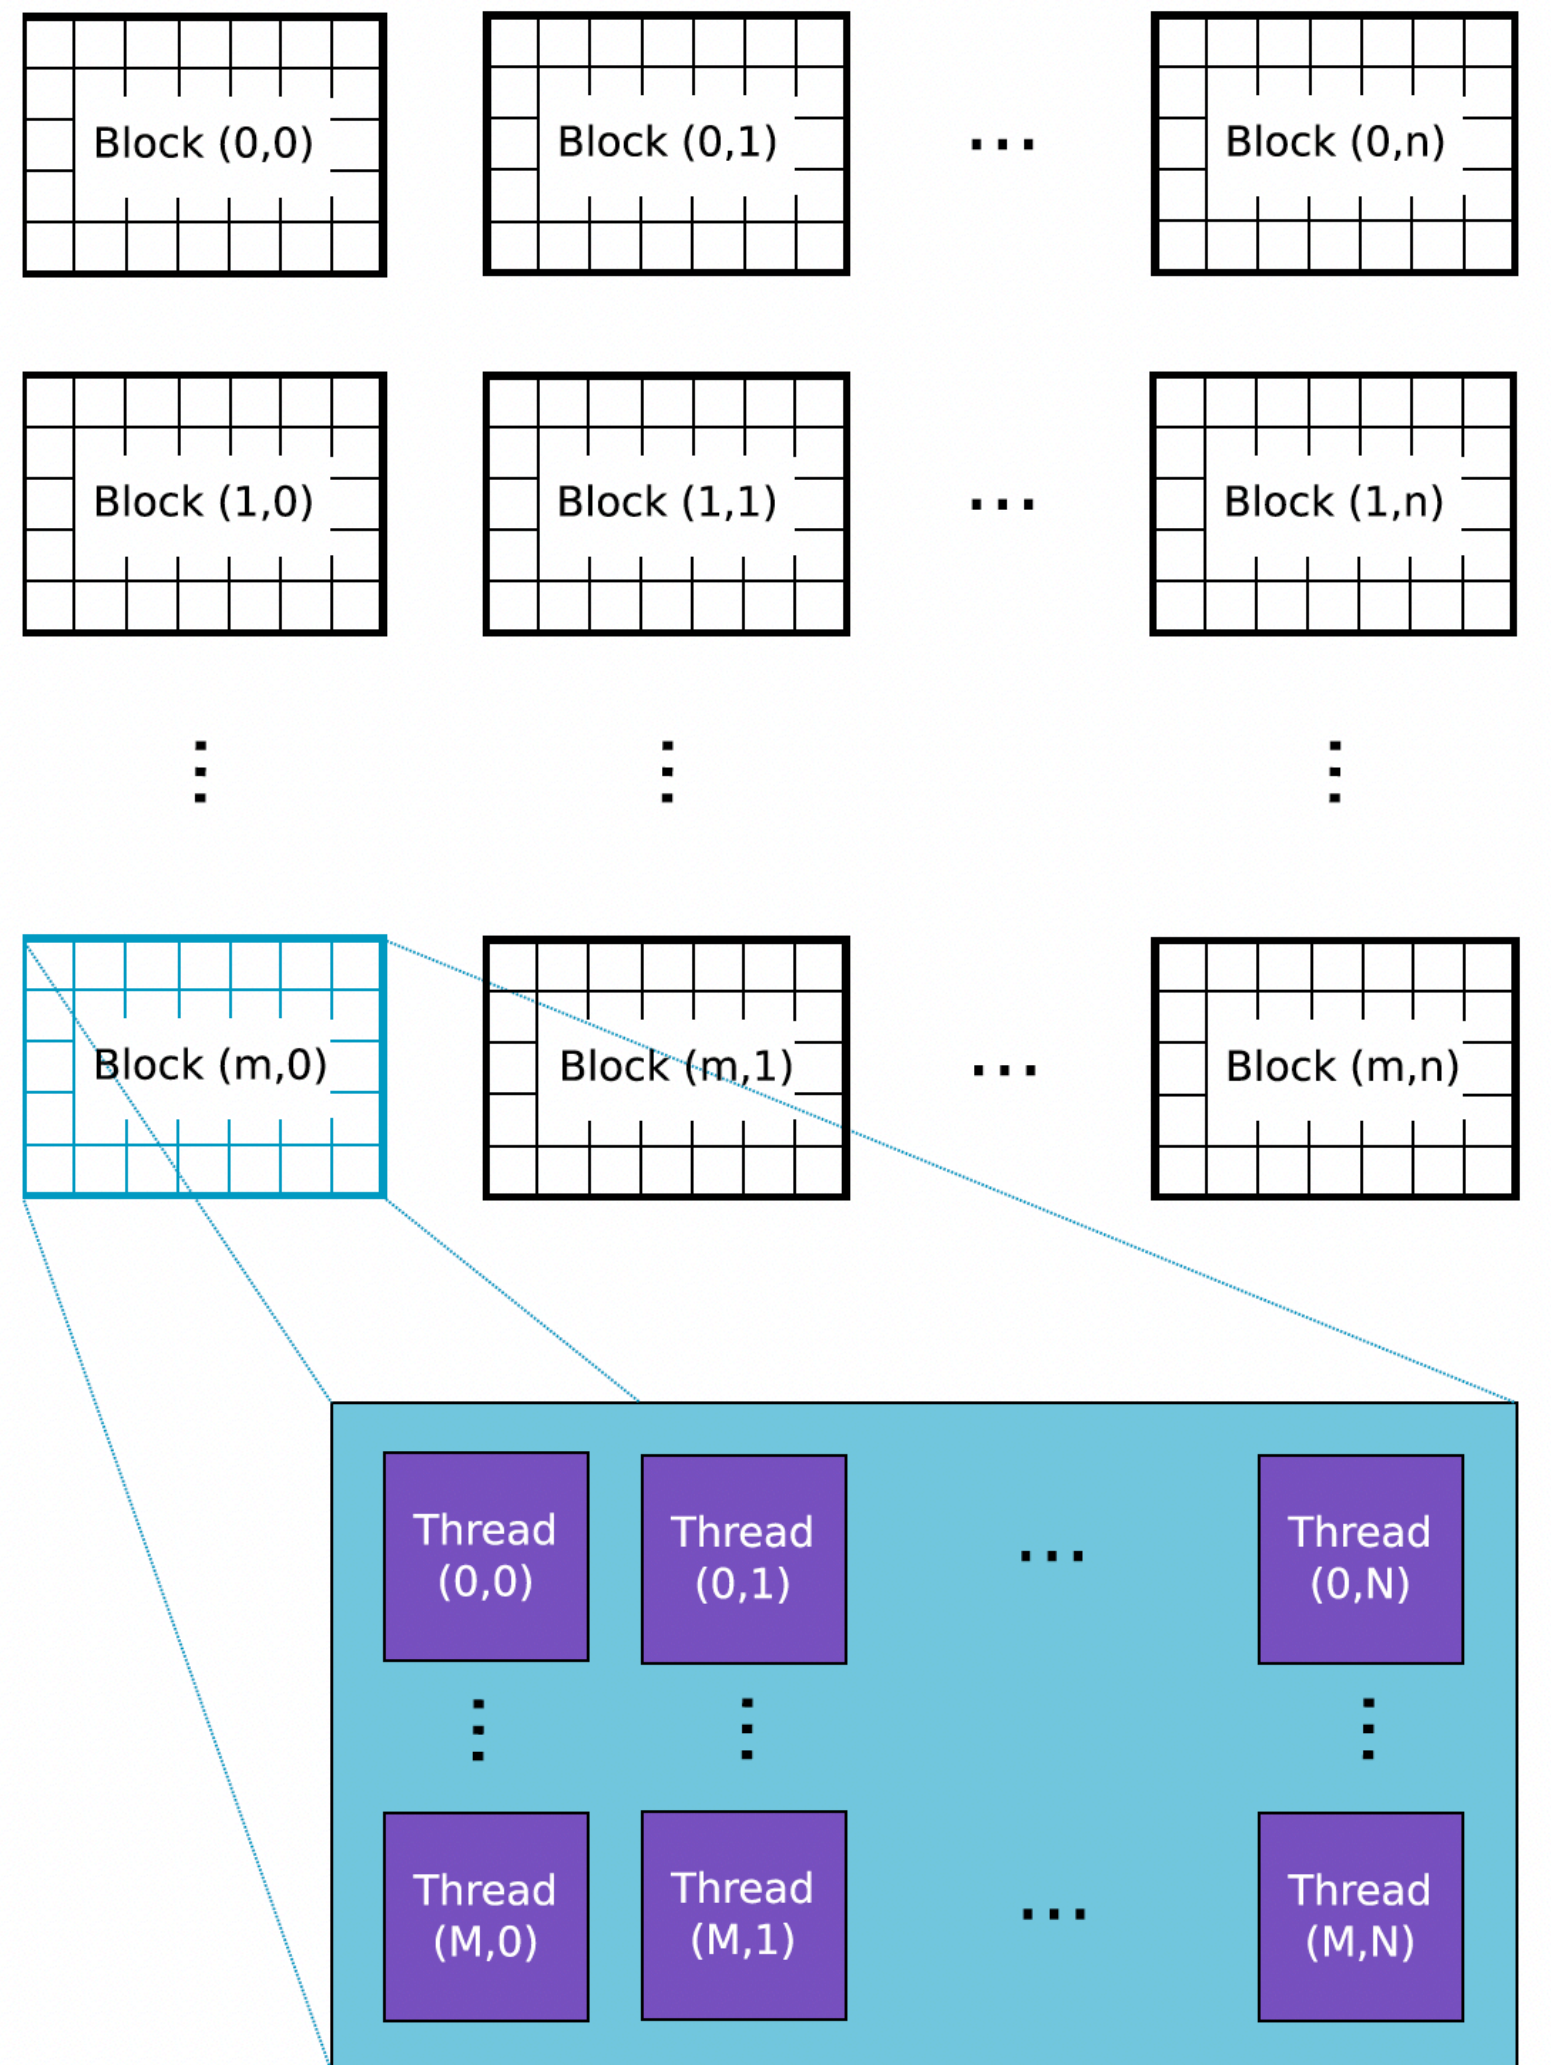 Block (0,0) Block (0,1) ... Block (0,n)
Block (1,0) Block (1,1) ... Block (1,n)
Block (m,0) Block (m,1) ... Block (m,n)
Thread Thread Thread
(0,0) (0,1) ... (0,N)
Thread Thread Thread
(M,0) (M,1) ... (M,N)